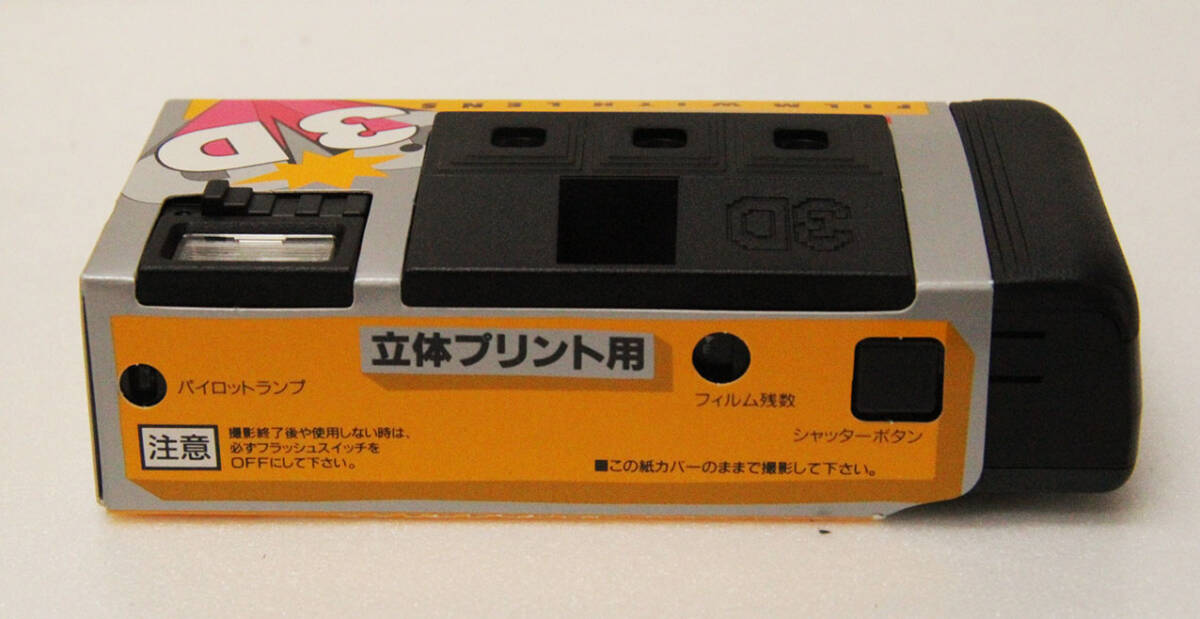 FILM WITH LENS
3D
3D
立体プリント用
パイロットランプ
フィルム残数
シャッターボタン
注意
撮影終了後や使用しない時は、
必ずフラッシュスイッチを
OFFにして下さい。
■この紙カバーのままで撮影して下さい。